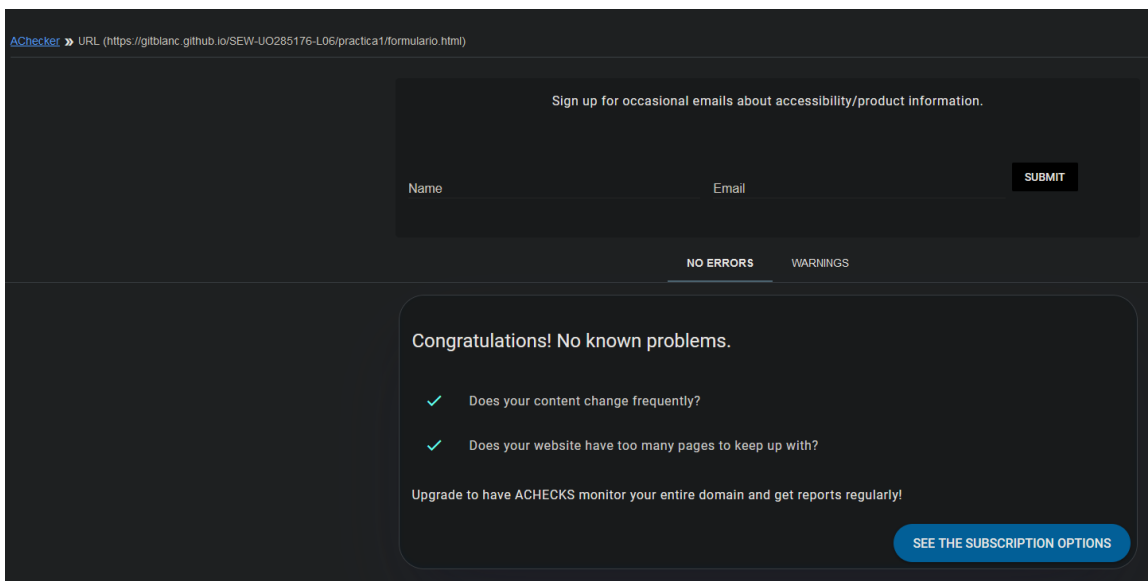 AChecker » URL (https://gitblanc.github.io/SEW-UO285176-L06/practica1/formulario.html)
Sign up for occasional emails about accessibility/product information.
Name Email SUBMIT
NO ERRORS WARNINGS
Congratulations! No known problems.
Does your content change frequently?
Does your website have too many pages to keep up with?
Upgrade to have ACHECKS monitor your entire domain and get reports regularly!
SEE THE SUBSCRIPTION OPTIONS